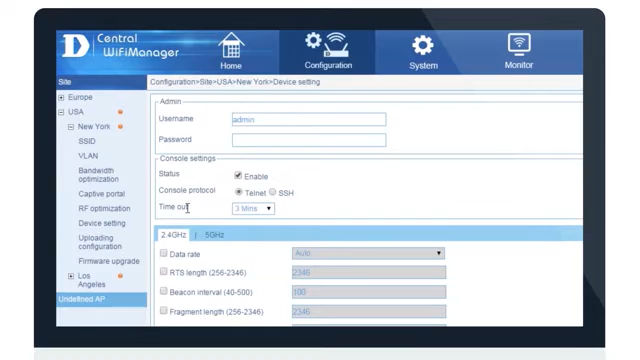 D Central WiFiManager
Home
Configuration
System
Monitor
Site
Configuration>Site>USA>New York>Device setting
Europe
USA
New York
SSID
VLAN
Bandwidth optimization
Captive portal
RF optimization
Device setting
Uploading configuration
Firmware upgrade
Los Angeles
Undefined AP
Admin
Username
admin
Password
Console settings
Status
Enable
Console protocol
Telnet
SSH
Time out
3 Mins
2.4GHz | 5GHz
Data rate
Auto
RTS length (256-2346)
2346
Beacon interval (40-500)
100
Fragment length (256-2346)
2346